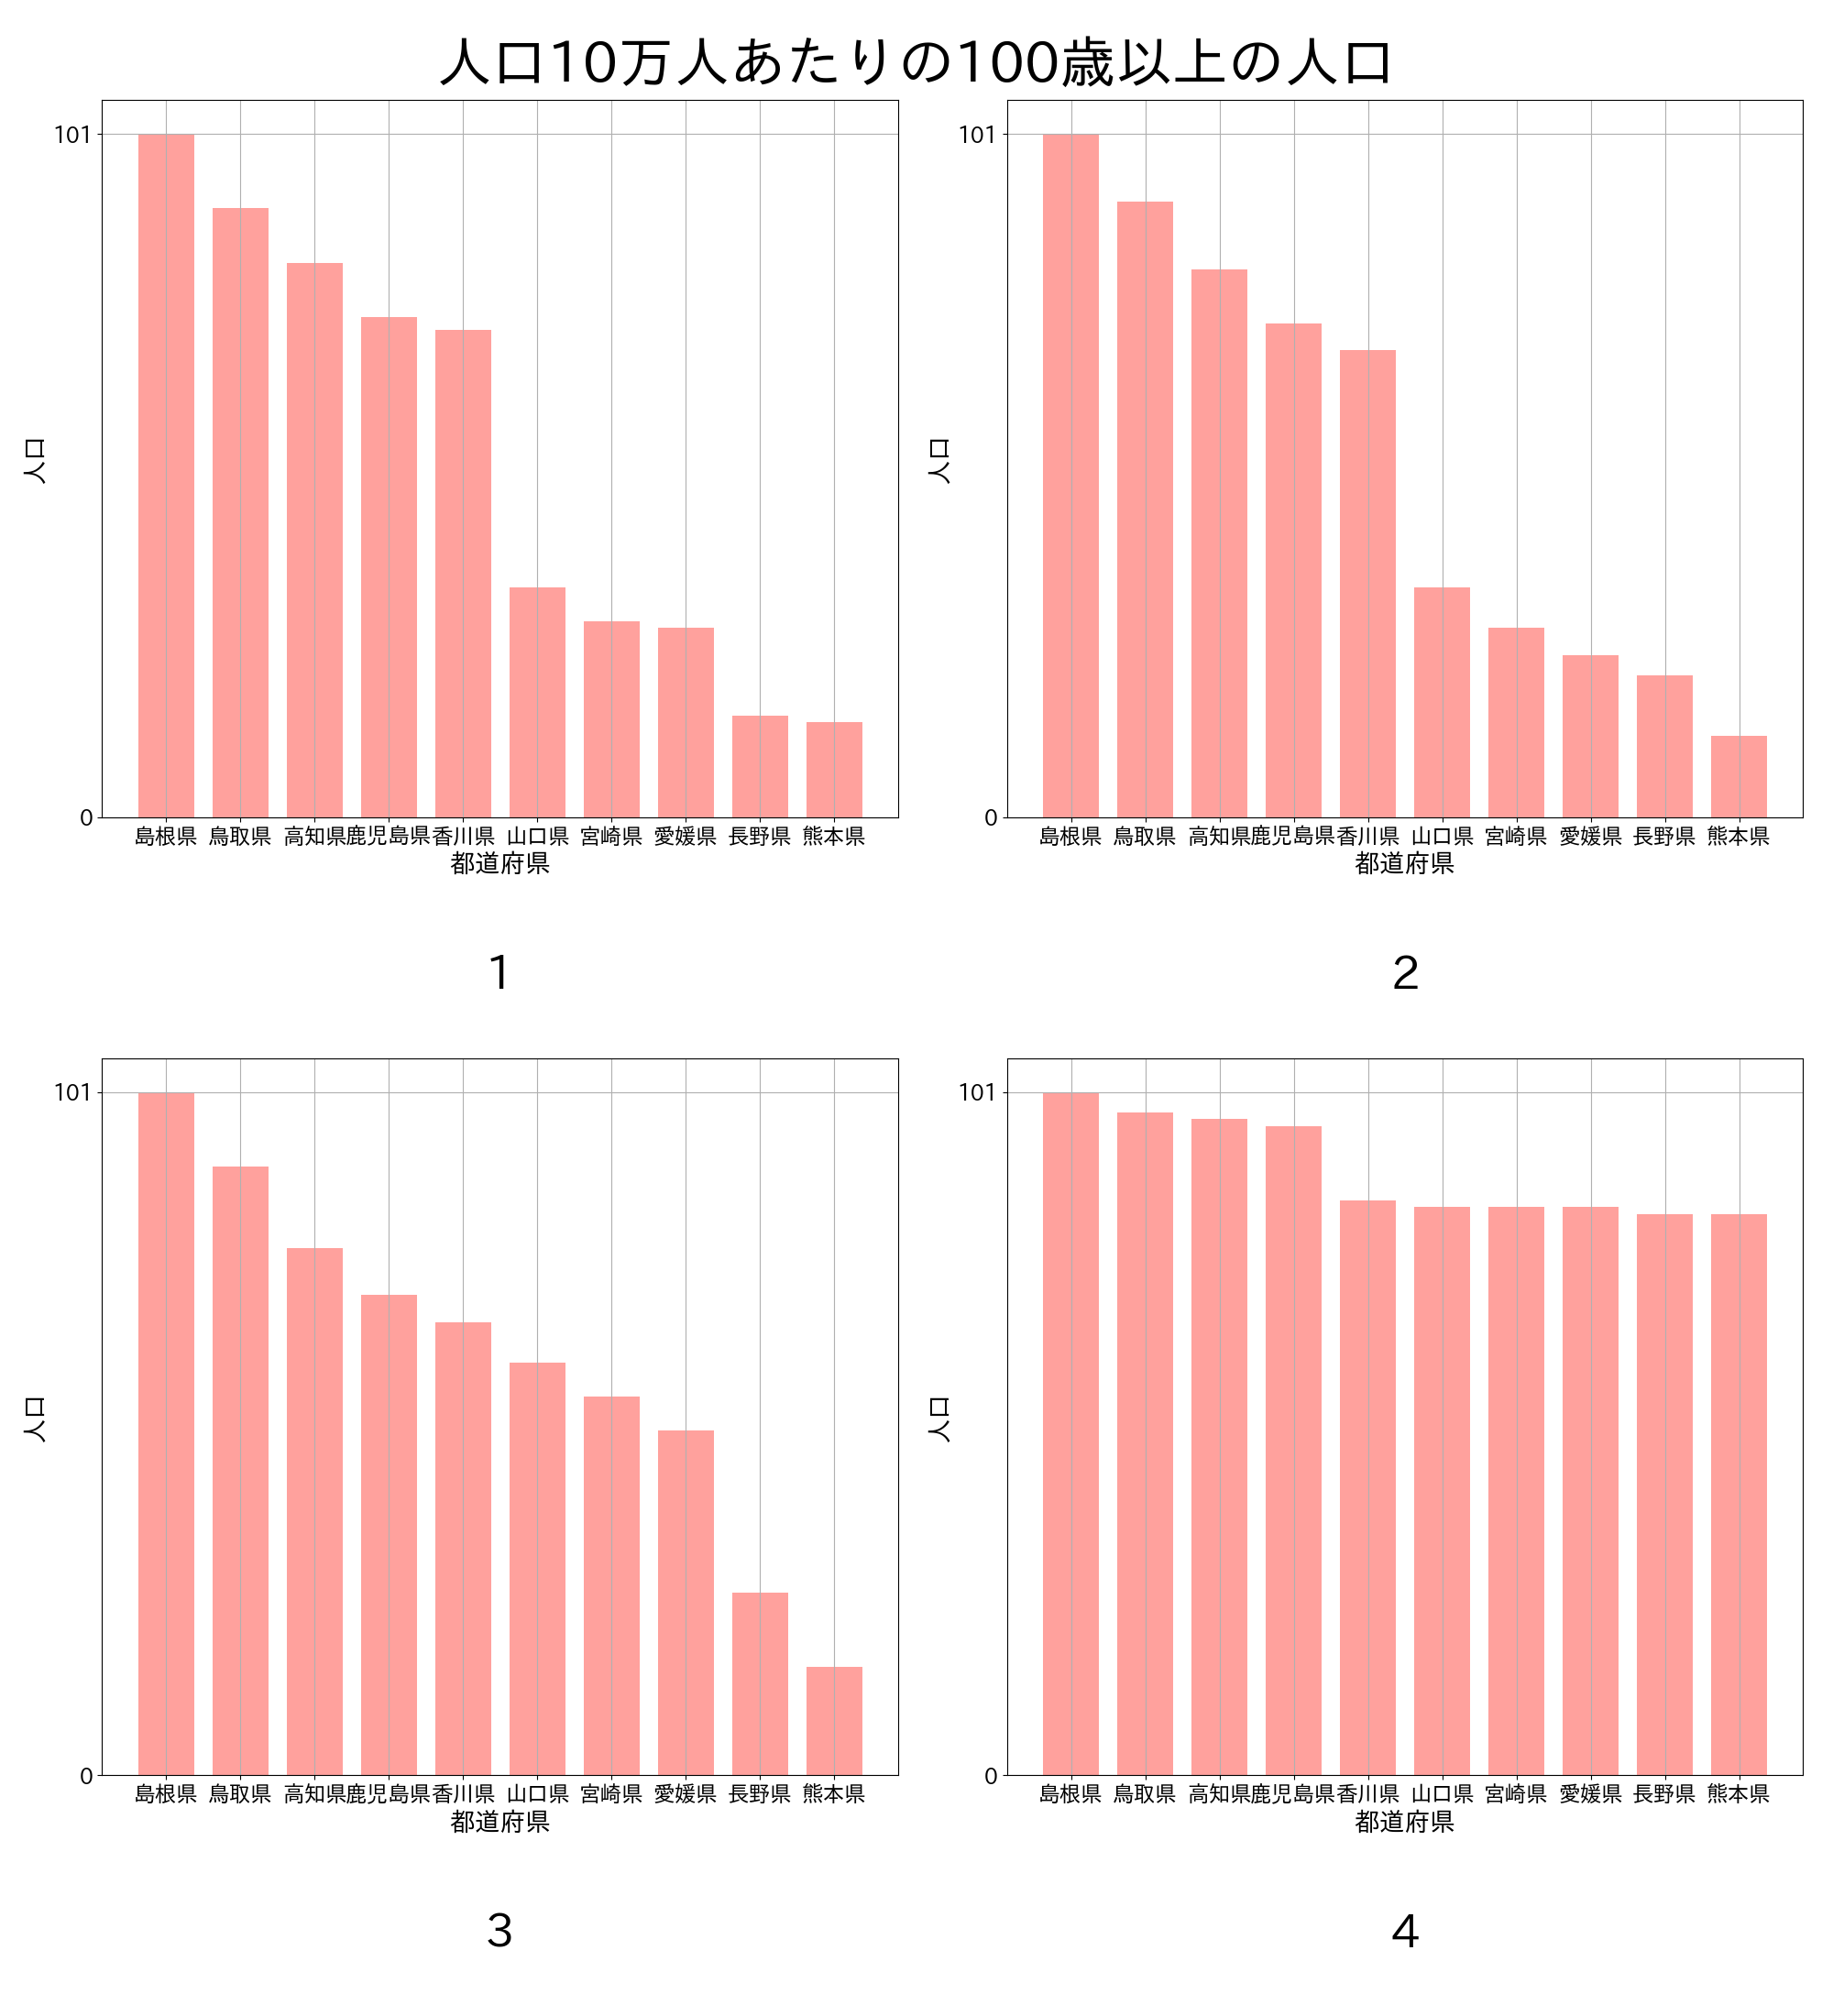 人口10万人あたりの100歳以上の人口
101
0
人口
島根県 鳥取県 高知県 鹿児島県 香川県 山口県 宮崎県 愛媛県 長野県 熊本県
都道府県
1
101
0
人口
島根県 鳥取県 高知県 鹿児島県 香川県 山口県 宮崎県 愛媛県 長野県 熊本県
都道府県
2
101
0
人口
島根県 鳥取県 高知県 鹿児島県 香川県 山口県 宮崎県 愛媛県 長野県 熊本県
都道府県
3
101
0
人口
島根県 鳥取県 高知県 鹿児島県 香川県 山口県 宮崎県 愛媛県 長野県 熊本県
都道府県
4